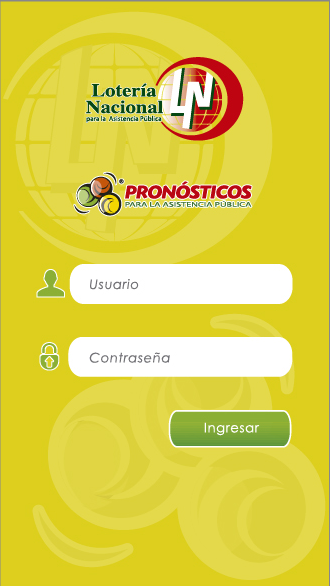 Lotería
Nacional
para la Asistencia Pública
LN
PRONÓSTICOS
PARA LA ASISTENCIA PÚBLICA
Usuario
Contraseña
Ingresar